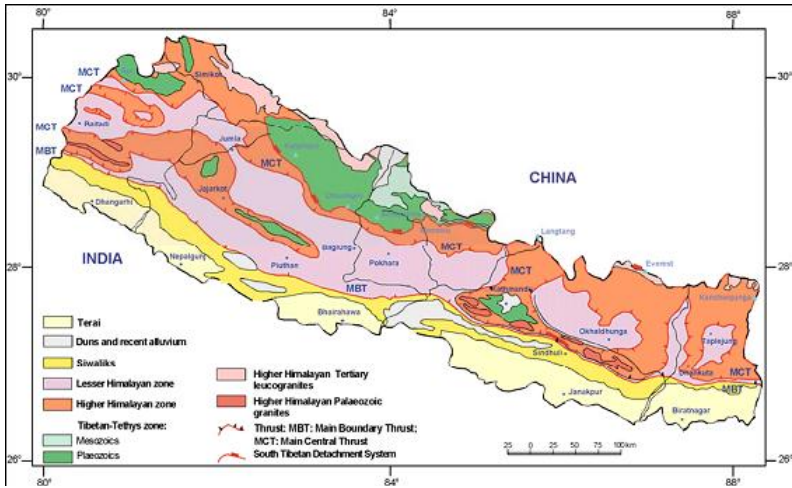 80°
84°
88°
30°
30°
MCT
MCT
Simikot
MCT
Baitadi
Jumla
MBT
MCT
Jajarkot
CHINA
Dhangarhi
Langtang
INDIA
Nepalgunj
Baglung
Pokhara
MCT
MCT
Everest
28°
28°
Piuthan
MBT
Kathmandu
Kanchenjunga
Bhairahawa
Okhaldhunga
Taplejung
Sindhuli
Dhankuta
MCT
MBT
Janakpur
Biratnagar
Terai
Duns and recent alluvium
Siwaliks
Lesser Himalayan zone
Higher Himalayan zone
Tibetan-Tethys zone:
Mesozoics
Plaeozoics
Higher Himalayan Tertiary
leucogranites
Higher Himalayan Palaeozoic
granites
Thrust: MBT: Main Boundary Thrust;
MCT: Main Central Thrust
South Tibetan Detachment System
25 0 25 50 75 100km
26°
26°
80°
84°
88°